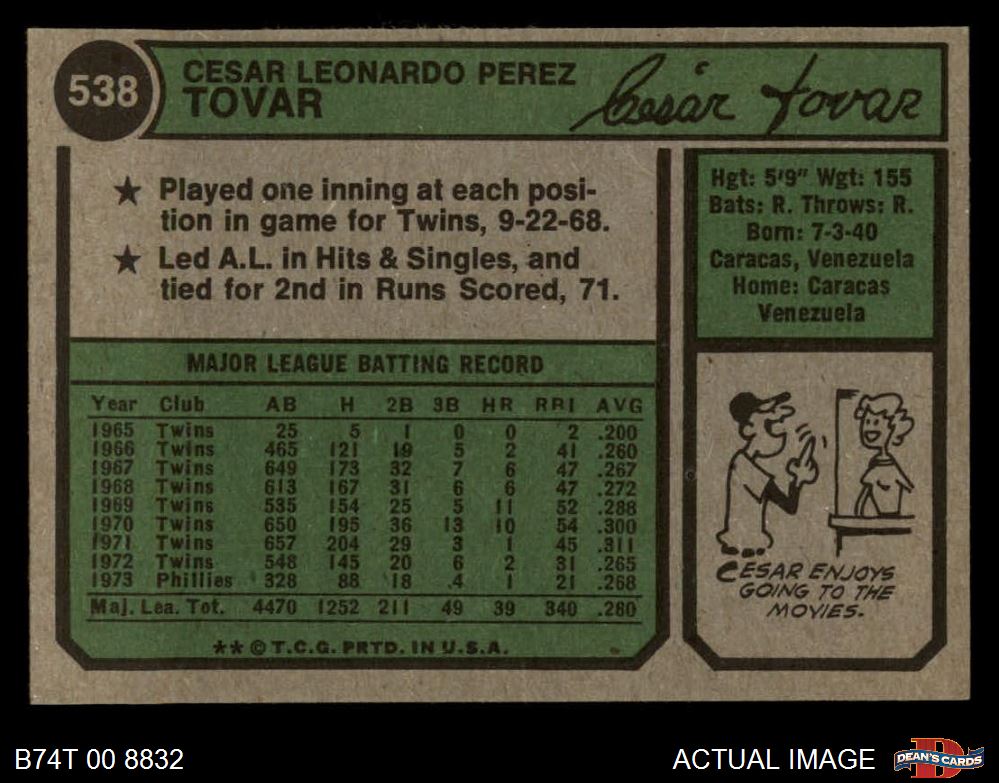 538
CESAR LEONARDO PEREZ
TOVAR
Cesar Tovar
★ Played one inning at each posi-
tion in game for Twins, 9-22-68.
★ Led A.L. in Hits & Singles, and
tied for 2nd in Runs Scored, 71.
Hgt: 5'9" Wgt: 155
Bats: R. Throws: R.
Born: 7-3-40
Caracas, Venezuela
Home: Caracas
Venezuela
MAJOR LEAGUE BATTING RECORD
Year Club AB H 2B 3B HR RBI AVG
1965 Twins 25 5 1 0 0 2 .200
1966 Twins 465 121 19 5 2 41 .260
1967 Twins 649 173 32 7 6 47 .267
1968 Twins 613 167 31 6 6 47 .272
1969 Twins 535 154 25 5 11 52 .288
1970 Twins 650 195 36 13 10 54 .300
1971 Twins 657 204 29 3 1 45 .311
1972 Twins 548 145 20 6 2 31 .265
1973 Phillies 328 88 18 .4 1 21 .268
Maj. Lea. Tot. 4470 1252 211 49 39 340 .280
** © T.C.G. PRTD. IN U.S.A.
CESAR ENJOYS
GOING TO THE
MOVIES.
B74T 00 8832
ACTUAL IMAGE
D
DEAN'S CARDS